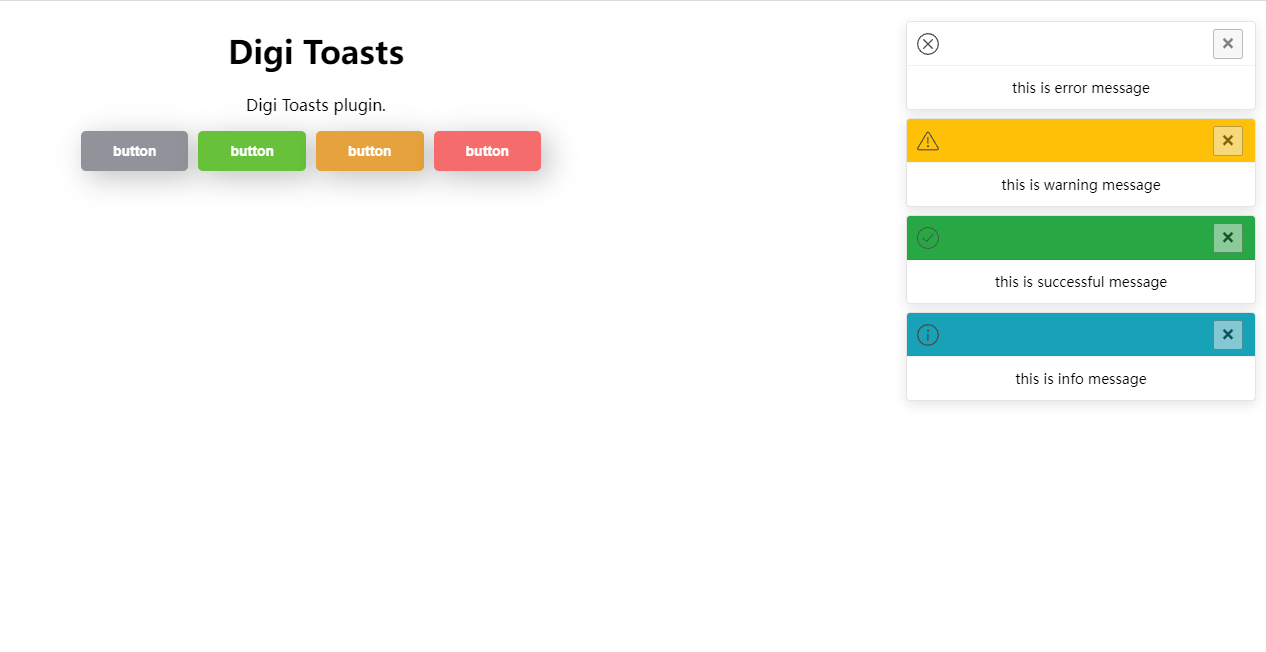 Digi Toasts
Digi Toasts plugin.
button button button button
this is error message
this is warning message
this is successful message
this is info message